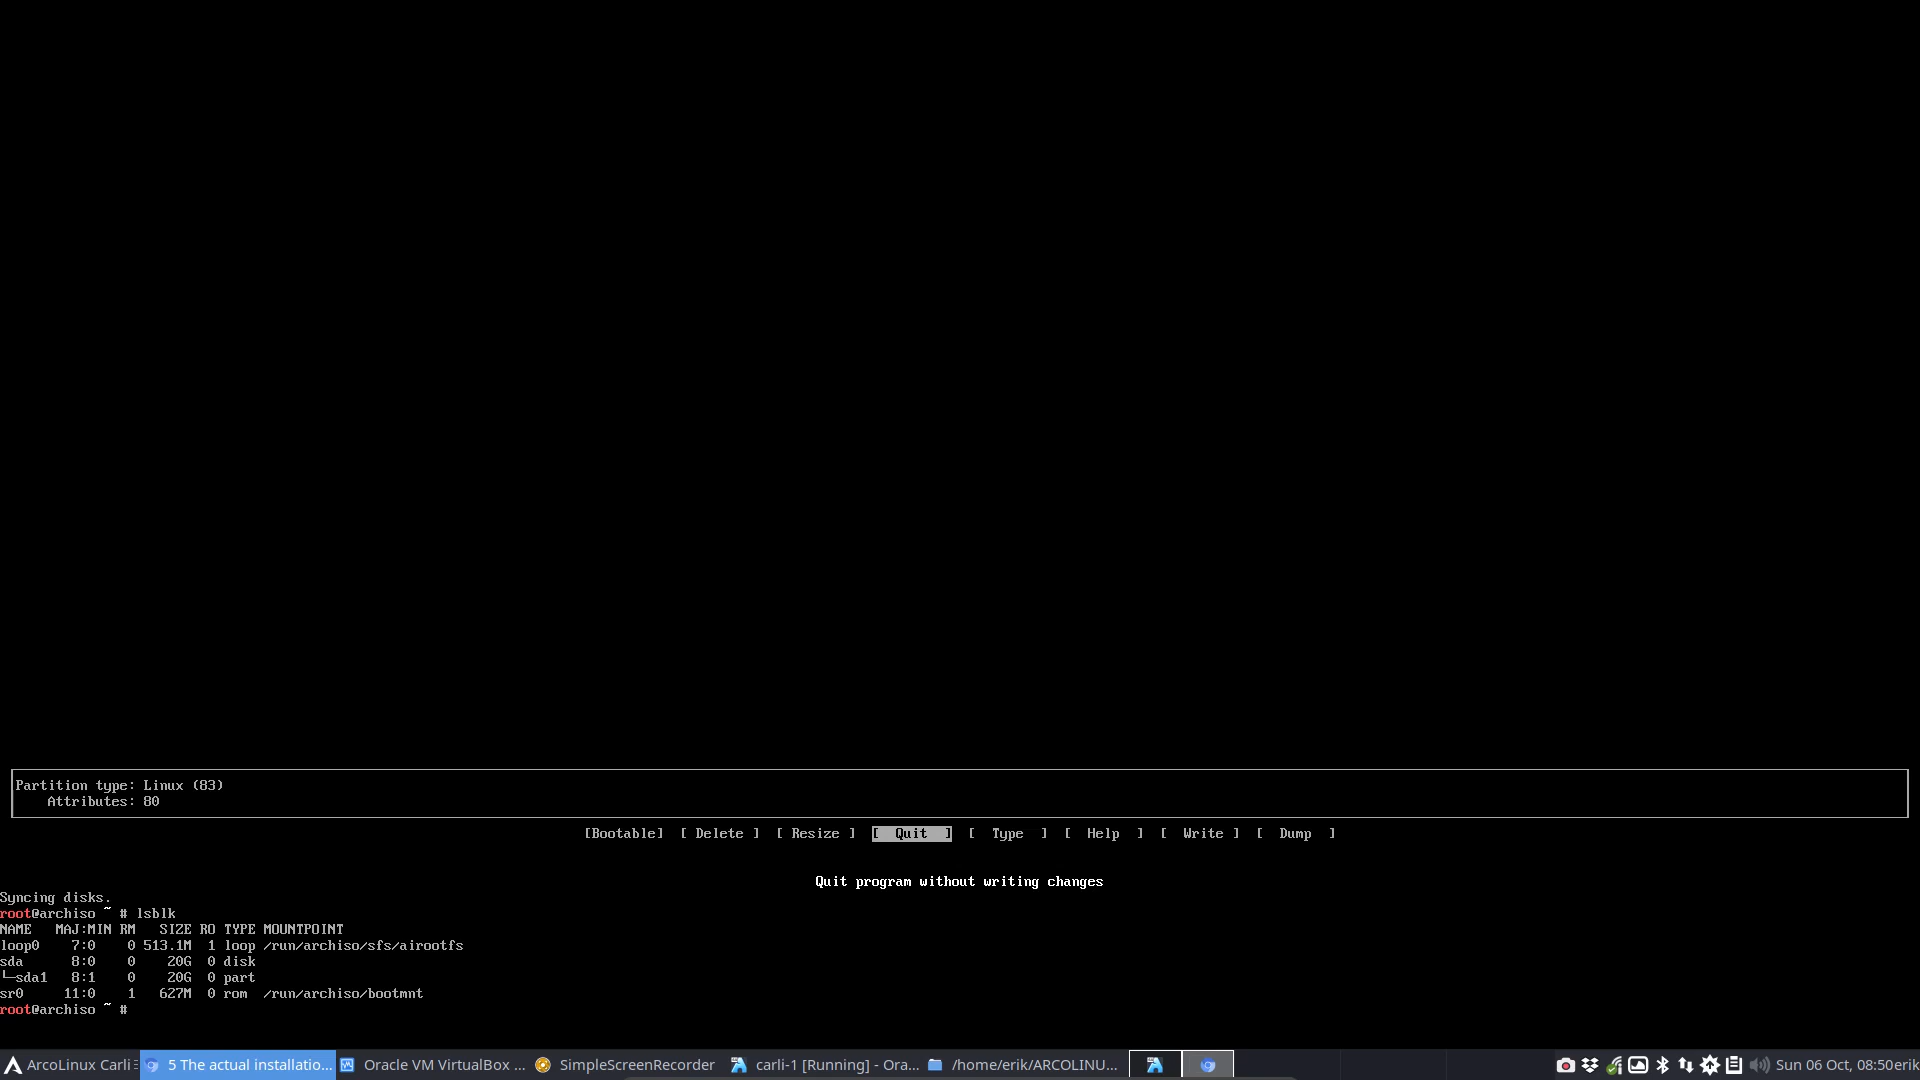 Partition type: Linux (83)
Attributes: 80
[Bootable] [ Delete ] [ Resize ] [ Quit ] [ Type ] [ Help ] [ Write ] [ Dump ]
Quit program without writing changes
Syncing disks.
root@archiso ~ # lsblk
NAME MAJ:MIN RM SIZE RO TYPE MOUNTPOINT
loop0 7:0 0 513.1M 1 loop /run/archiso/sfs/airootfs
sda 8:0 0 20G 0 disk
└─sda1 8:1 0 20G 0 part
sr0 11:0 1 627M 0 rom /run/archiso/bootmnt
root@archiso ~ #
ArcoLinux Carli 5 The actual installatio... Oracle VM VirtualBox ... SimpleScreenRecorder carli-1 [Running] - Ora... /home/erik/ARCOLINU... Sun 06 Oct, 08:50 erik